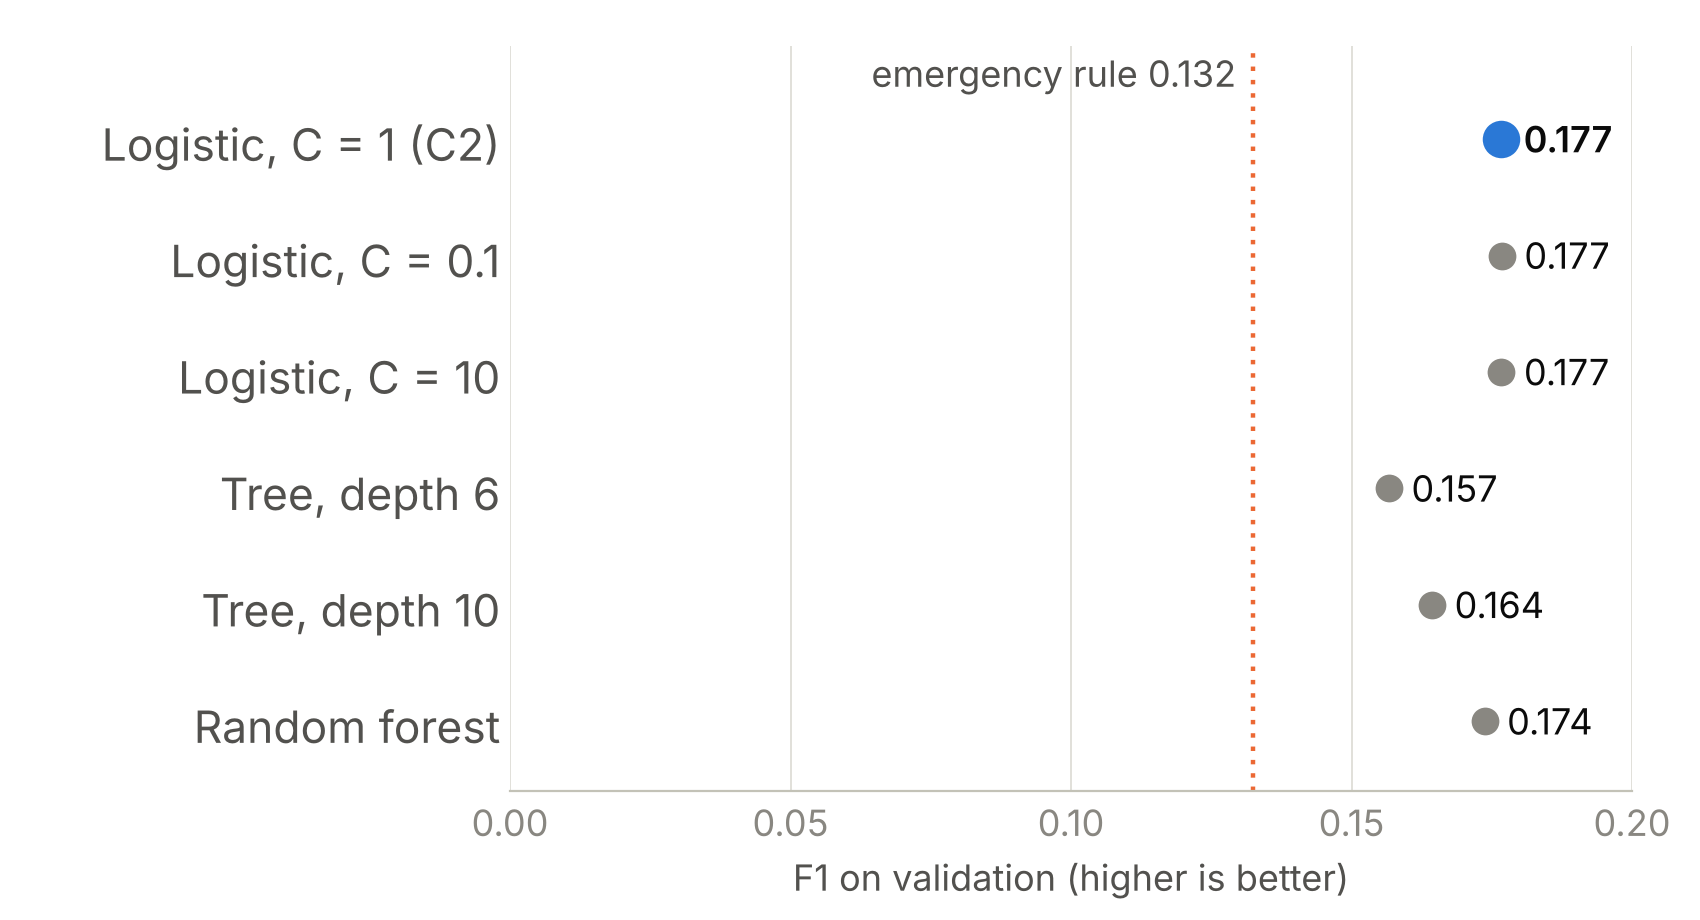 emergency rule 0.132
Logistic, C = 1 (C2) 0.177
Logistic, C = 0.1 0.177
Logistic, C = 10 0.177
Tree, depth 6 0.157
Tree, depth 10 0.164
Random forest 0.174
0.00 0.05 0.10 0.15 0.20
F1 on validation (higher is better)